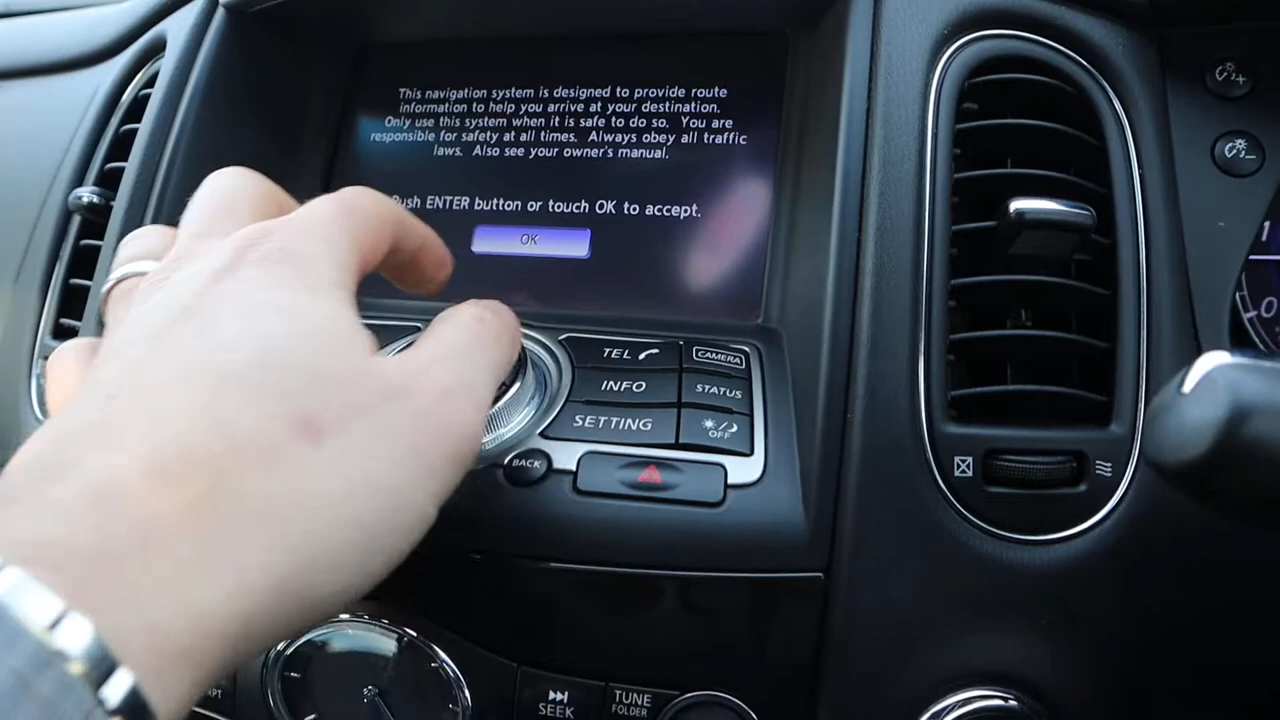 This navigation system is designed to provide route
information to help you arrive at your destination.
Only use this system when it is safe to do so. You are
responsible for safety at all times. Always obey all traffic
laws. Also see your owner's manual.
Push ENTER button or touch OK to accept.
OK
TEL
CAMERA
INFO
STATUS
SETTING
OFF
BACK
SEEK
TUNE
FOLDER
1
0